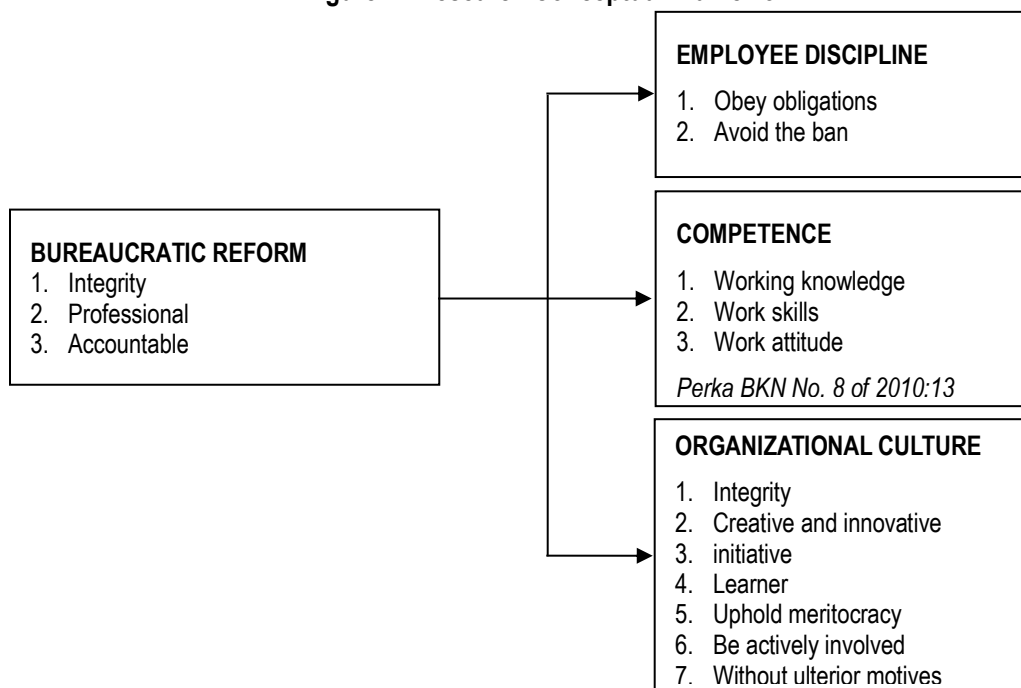 BUREAUCRATIC REFORM
1. Integrity
2. Professional
3. Accountable
EMPLOYEE DISCIPLINE
1. Obey obligations
2. Avoid the ban
COMPETENCE
1. Working knowledge
2. Work skills
3. Work attitude
Perka BKN No. 8 of 2010:13
ORGANIZATIONAL CULTURE
1. Integrity
2. Creative and innovative
3. initiative
4. Learner
5. Uphold meritocracy
6. Be actively involved
7. Without ulterior motives